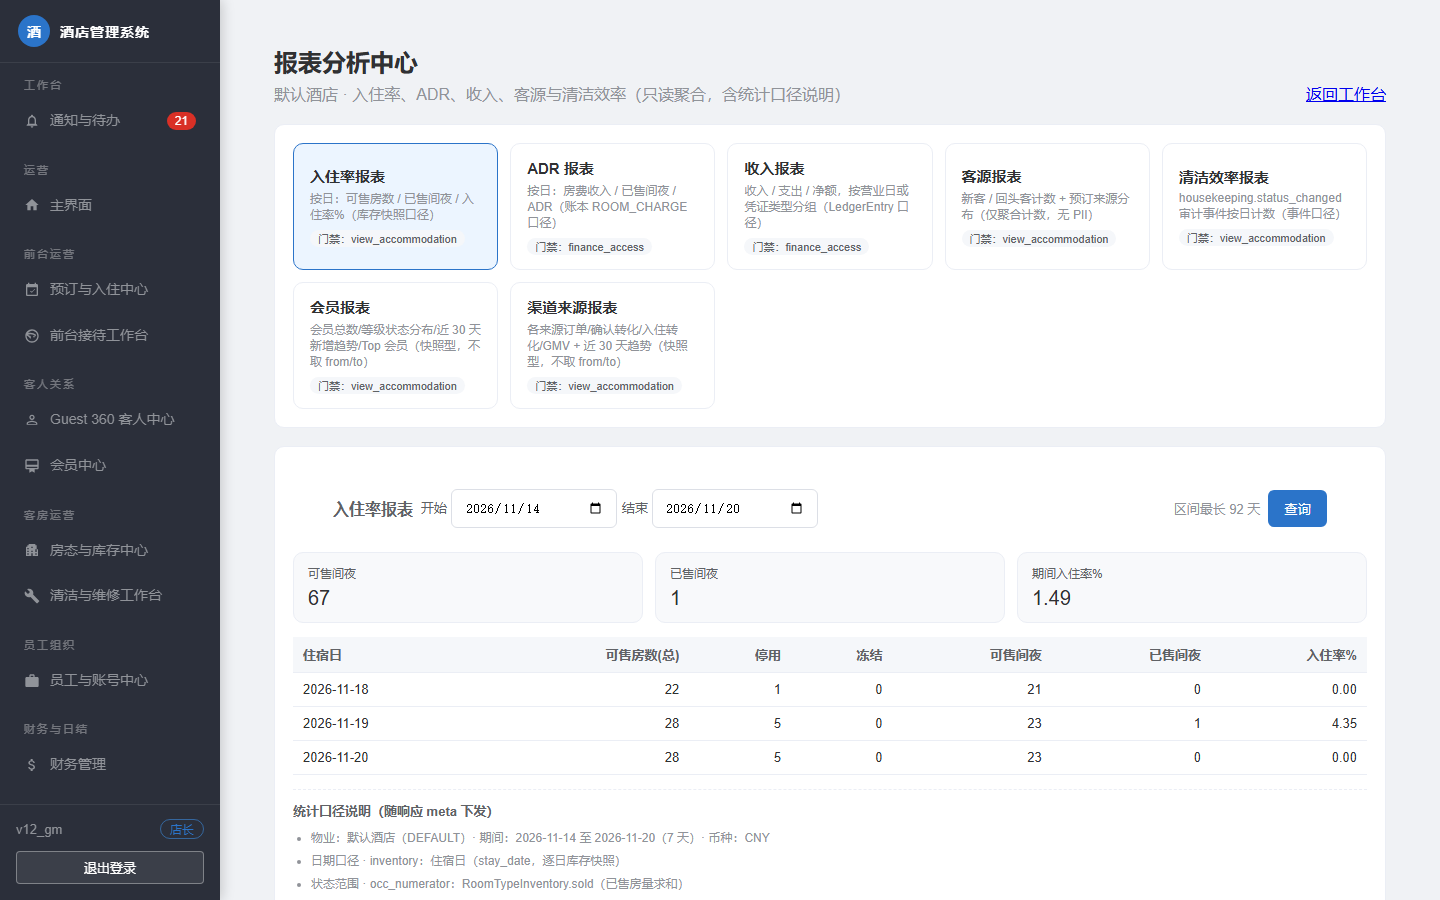 酒 酒店管理系统
工作台
通知与待办 21
运营
主界面
前台运营
预订与入住中心
前台接待工作台
客人关系
Guest 360 客人中心
会员中心
客房运营
房态与库存中心
清洁与维修工作台
员工组织
员工与账号中心
财务与日结
$ 财务管理
v12_gm 店长
退出登录
报表分析中心
默认酒店 · 入住率、ADR、收入、客源与清洁效率（只读聚合，含统计口径说明）
返回工作台
入住率报表
按日：可售房数 / 已售间夜 / 入
住率%（库存快照口径）
门禁：view_accommodation
ADR 报表
按日：房费收入 / 已售间夜 /
ADR（账本 ROOM_CHARGE
口径）
门禁：finance_access
收入报表
收入 / 支出 / 净额，按营业日或
凭证类型分组（LedgerEntry 口
径）
门禁：finance_access
客源报表
新客 / 回头客计数 + 预订来源分
布（仅聚合计数，无 PII）
门禁：view_accommodation
清洁效率报表
housekeeping.status_changed
审计事件按日计数（事件口径）
门禁：view_accommodation
会员报表
会员总数/等级状态分布/近 30 天
新增趋势/Top 会员（快照型，不
取 from/to）
门禁：view_accommodation
渠道来源报表
各来源订单/确认转化/入住转
化/GMV + 近 30 天趋势（快照
型，不取 from/to）
门禁：view_accommodation
入住率报表 开始 2026/11/14 结束 2026/11/20 区间最长 92 天 查询
可售间夜
67
已售间夜
1
期间入住率%
1.49
住宿日 可售房数(总) 停用 冻结 可售间夜 已售间夜 入住率%
2026-11-18 22 1 0 21 0 0.00
2026-11-19 28 5 0 23 1 4.35
2026-11-20 28 5 0 23 0 0.00
统计口径说明（随响应 meta 下发）
• 物业：默认酒店（DEFAULT）· 期间：2026-11-14 至 2026-11-20（7 天）· 币种：CNY
• 日期口径 · inventory：住宿日（stay_date，逐日库存快照）
• 状态范围 · occ_numerator：RoomTypeInventory.sold（已售房量求和）